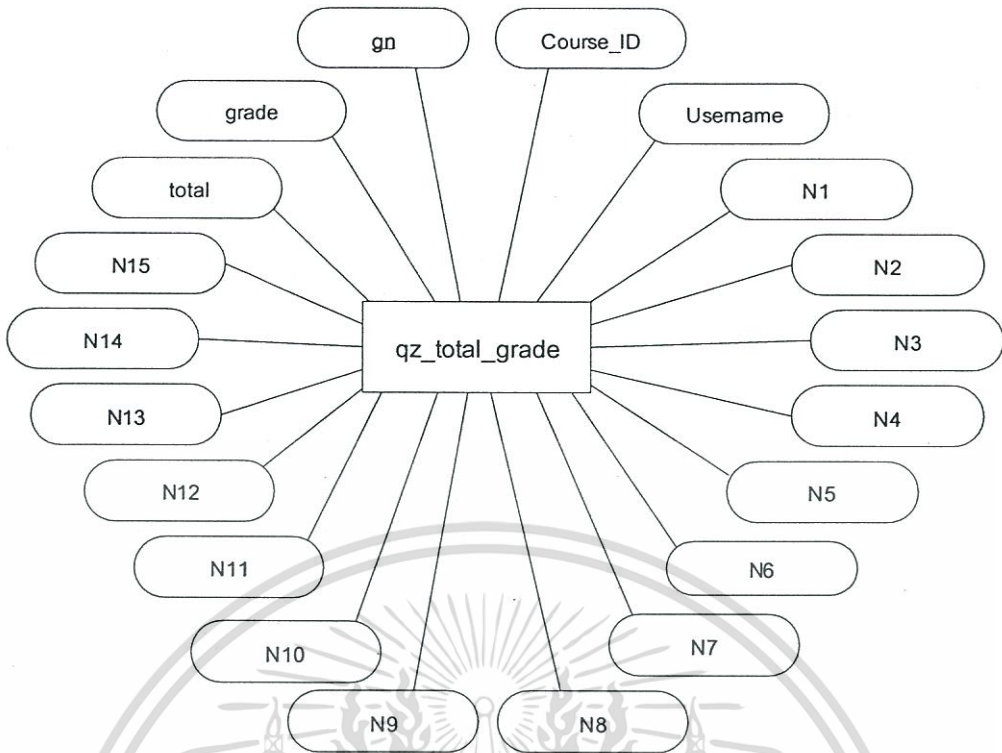 gn
Course_ID
grade
Username
total
N1
N15
N2
N14
qz_total_grade
N3
N13
N4
N12
N5
N11
N6
N10
N7
N9
N8